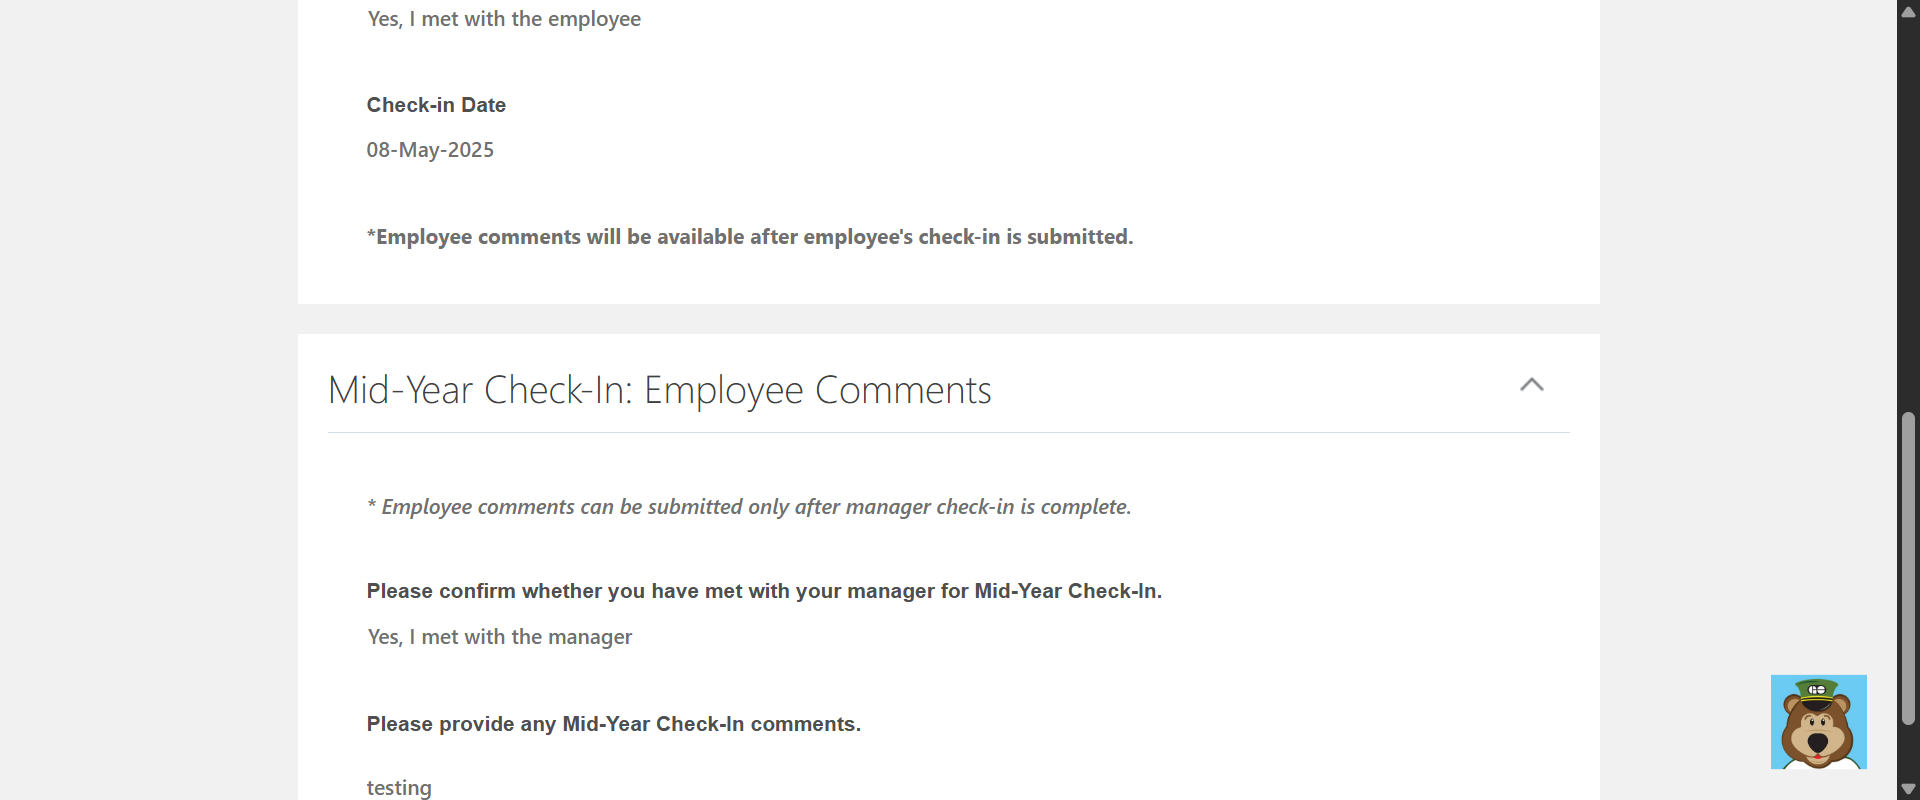 Yes, I met with the employee
Check-in Date
08-May-2025
*Employee comments will be available after employee's check-in is submitted.
Mid-Year Check-In: Employee Comments
* Employee comments can be submitted only after manager check-in is complete.
Please confirm whether you have met with your manager for Mid-Year Check-In.
Yes, I met with the manager
Please provide any Mid-Year Check-In comments.
testing
GO